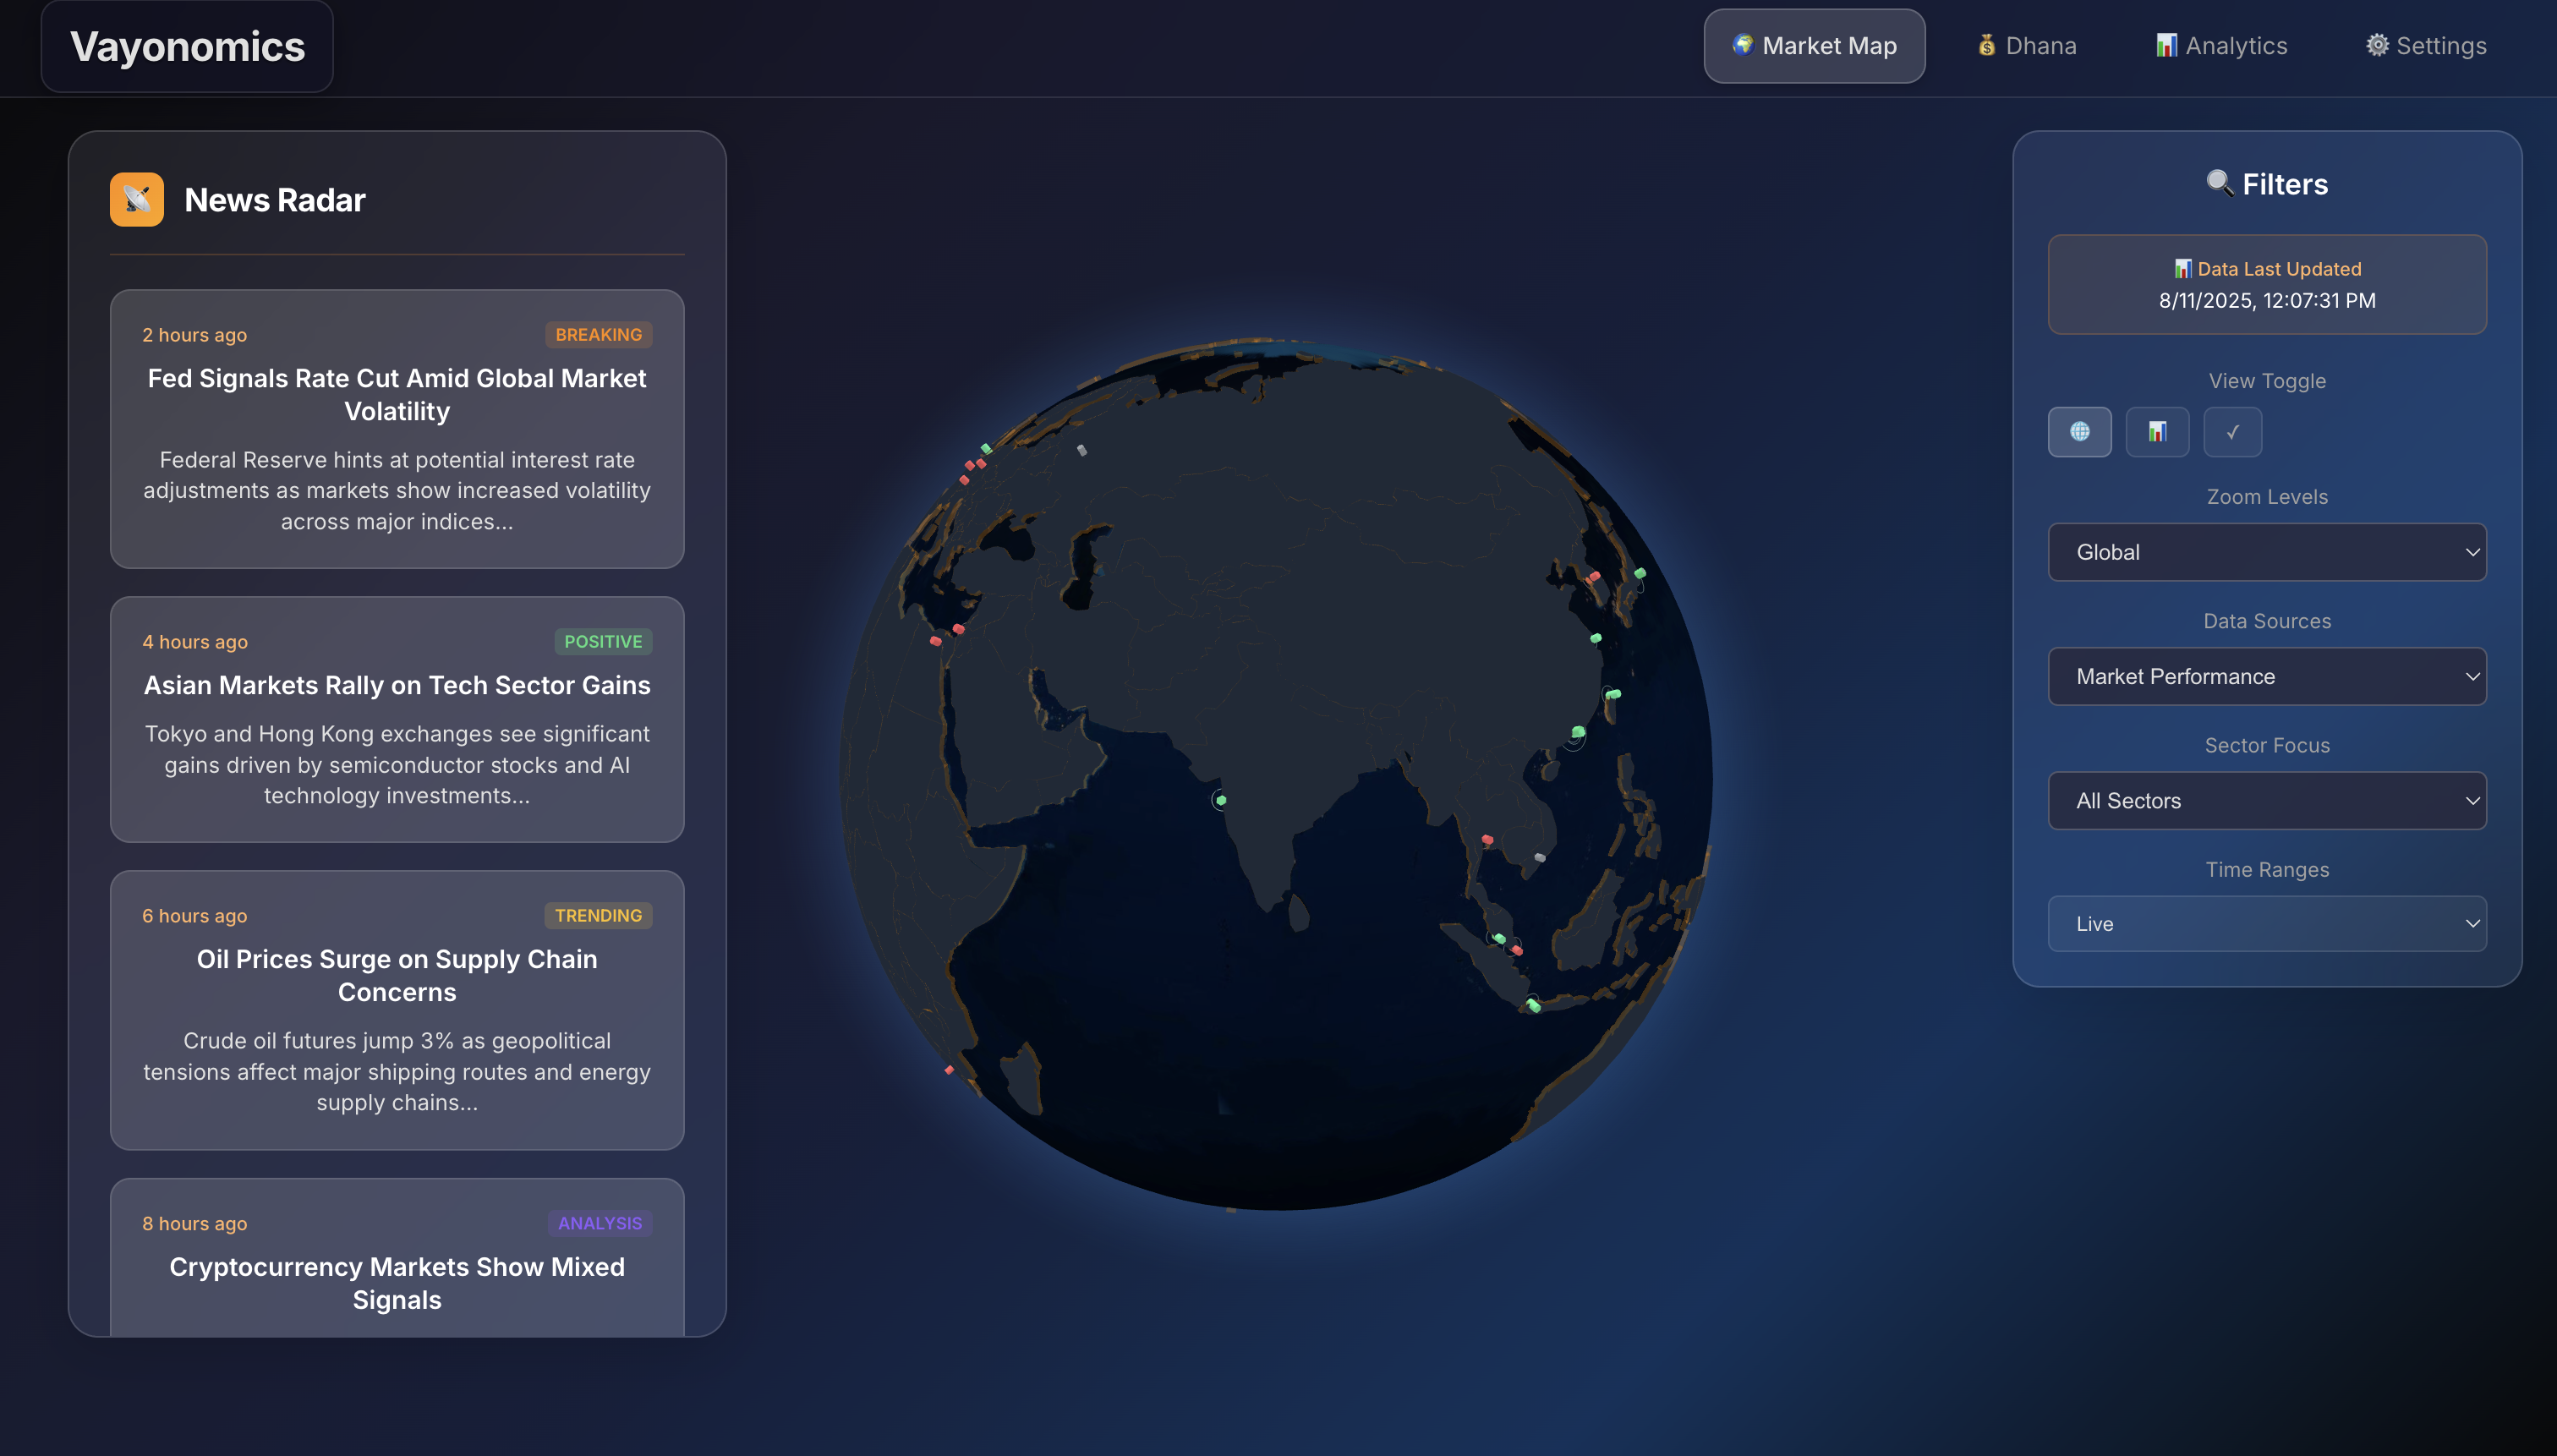 Vayonomics
🌍 Market Map
💰 Dhana
📊 Analytics
⚙️ Settings
News Radar
2 hours ago
BREAKING
Fed Signals Rate Cut Amid Global Market
Volatility
Federal Reserve hints at potential interest rate
adjustments as markets show increased volatility
across major indices...
4 hours ago
POSITIVE
Asian Markets Rally on Tech Sector Gains
Tokyo and Hong Kong exchanges see significant
gains driven by semiconductor stocks and AI
technology investments...
6 hours ago
TRENDING
Oil Prices Surge on Supply Chain
Concerns
Crude oil futures jump 3% as geopolitical
tensions affect major shipping routes and energy
supply chains...
8 hours ago
ANALYSIS
Cryptocurrency Markets Show Mixed
Signals
🔍 Filters
📊 Data Last Updated
8/11/2025, 12:07:31 PM
View Toggle
Zoom Levels
Global
Data Sources
Market Performance
Sector Focus
All Sectors
Time Ranges
Live